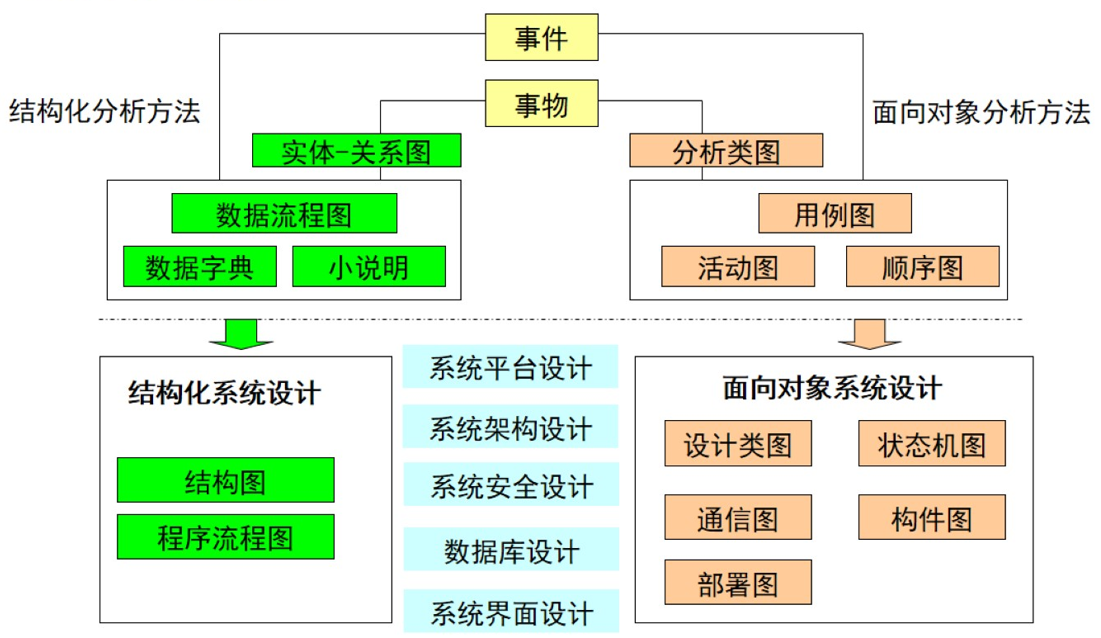 事件
结构化分析方法
事物
面向对象分析方法
实体-关系图
分析类图
数据流程图
用例图
数据字典
小说明
活动图
顺序图
结构化系统设计
系统平台设计
面向对象系统设计
系统架构设计
设计类图
状态机图
结构图
系统安全设计
程序流程图
通信图
构件图
数据库设计
部署图
系统界面设计